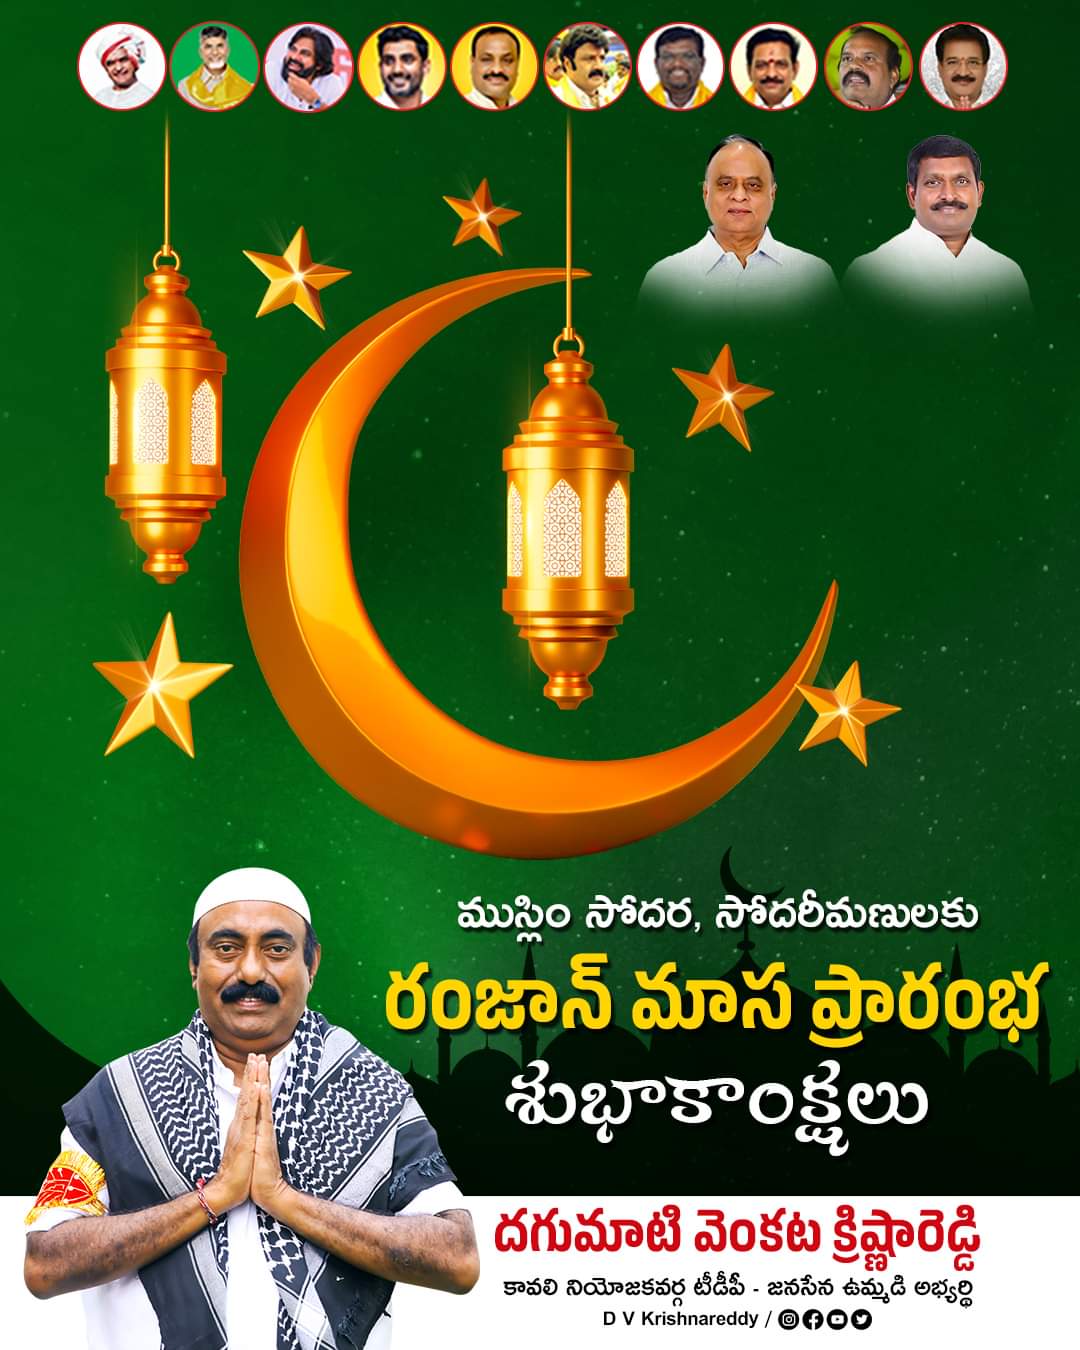 ముస్లిం సోదర, సోదరీమణులకు
రంజాన్ మాస ప్రారంభ
శుభాకాంక్షలు
దగుమాటి వెంకట క్రిష్ణారెడ్డి
కావలి నియోజకవర్గ టీడీపీ - జనసేన ఉమ్మడి అభ్యర్థి
D V Krishnareddy /